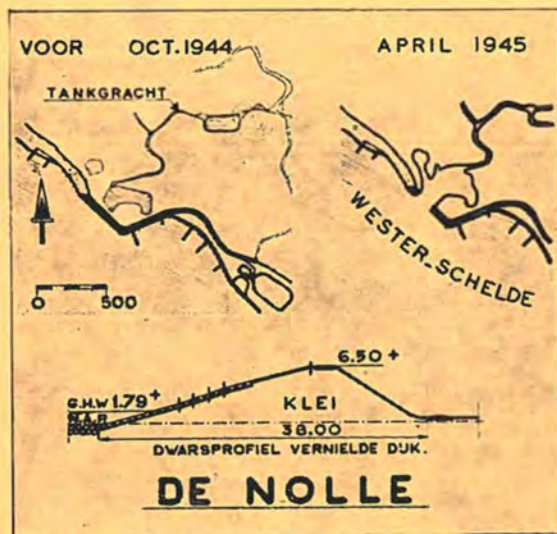 VOOR OCT.1944
APRIL 1945
TANKGRACHT
WESTER-SCHELDE
0 500
6.50 +
G.H.W 1.79 +
N.A.P
KLEI
38.00
DWARSPROFIEL VERNIELDE DIJK.
DE NOLLE